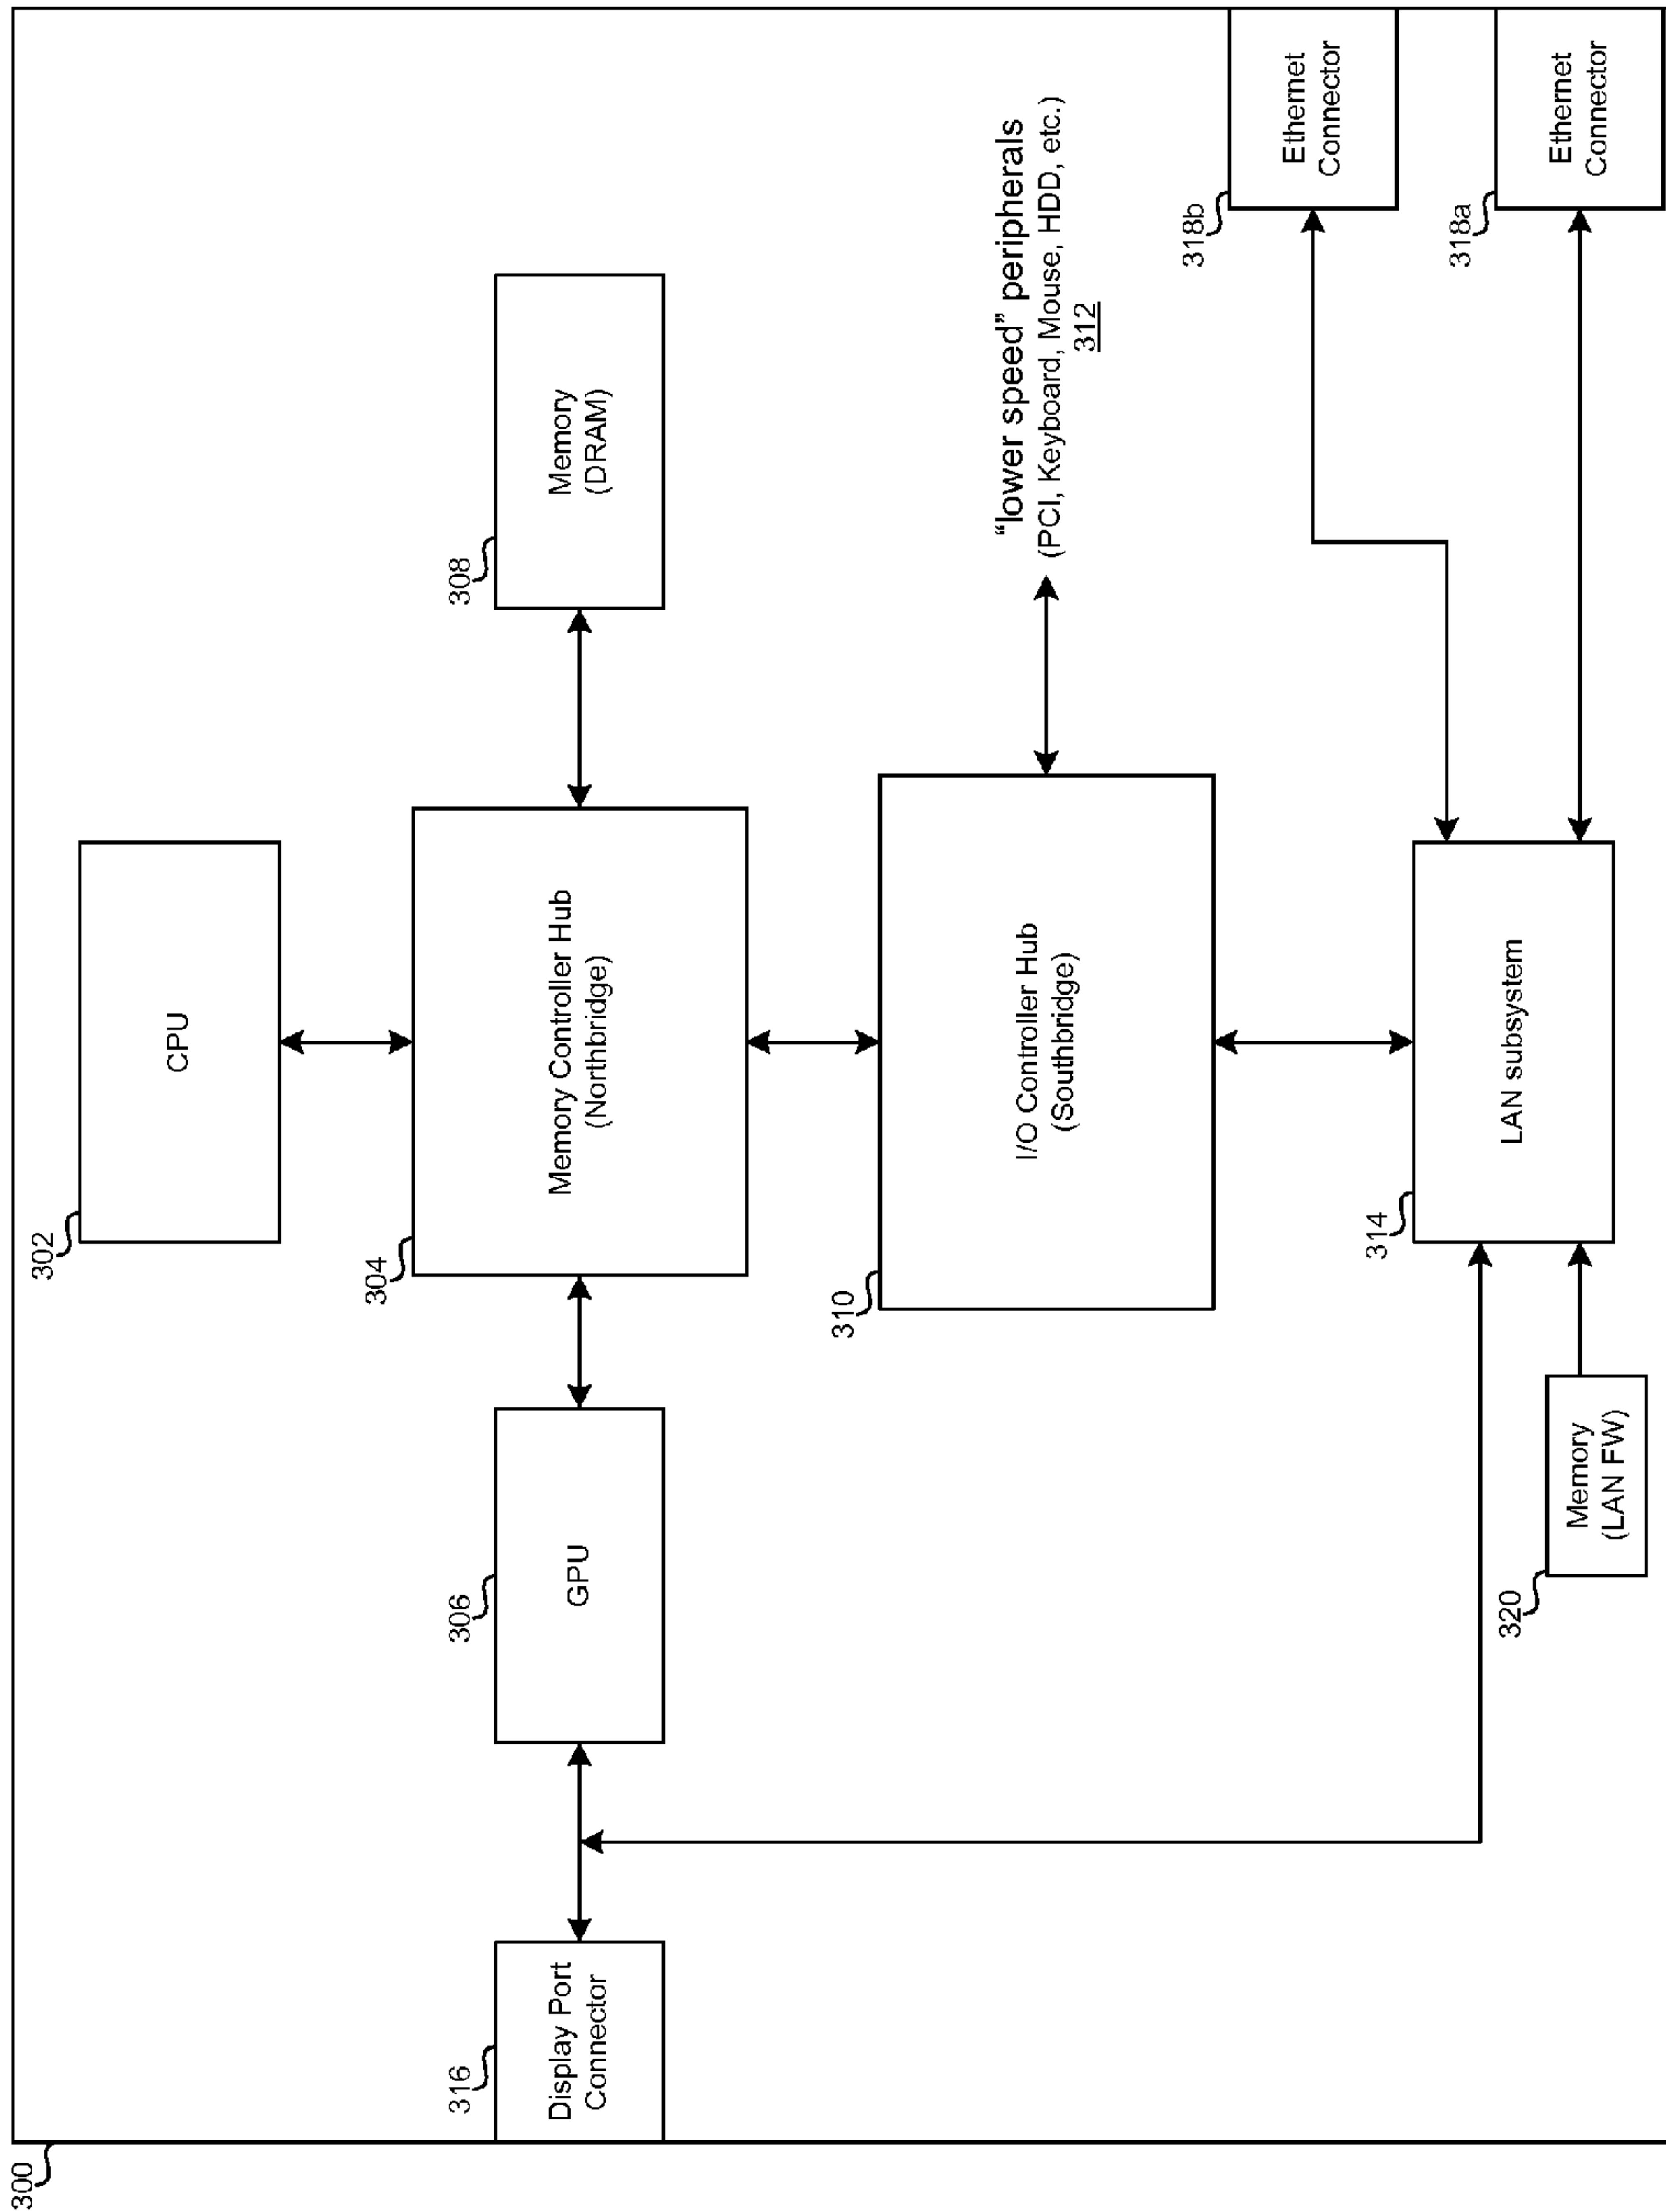 300
302
CPU
316
Display Port
Connector
306
GPU
304
Memory Controller Hub
(Northbridge)
308
Memory
(DRAM)
310
I/O Controller Hub
(Southbridge)
"lower speed" peripherals
(PCI, Keyboard, Mouse, HDD, etc.)
312
318b
Ethernet
Connector
314
LAN subsystem
318a
Ethernet
Connector
320
Memory
(LAN FW)